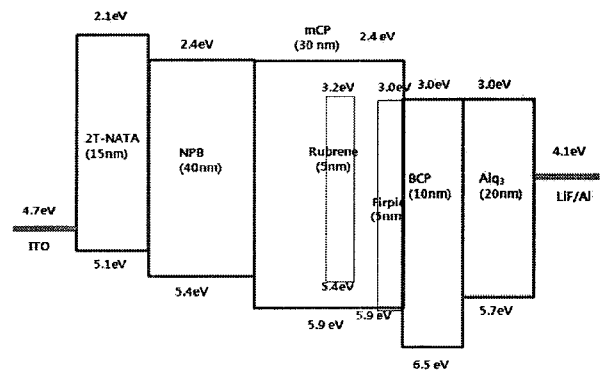 2.1eV
2.4eV
mCP
(30 nm)
2.4 eV
3.2eV
3.0eV
3.0eV
3.0eV
2T-NATA
(15nm)
NPB
(40nm)
Rubrene
(5nm)
Firpic
(5nm)
BCP
(10nm)
Alq3
(20nm)
4.1eV
LiF/Al
4.7eV
ITO
5.1eV
5.4eV
5.4eV
5.9 eV
5.9 eV
5.7eV
6.5 eV